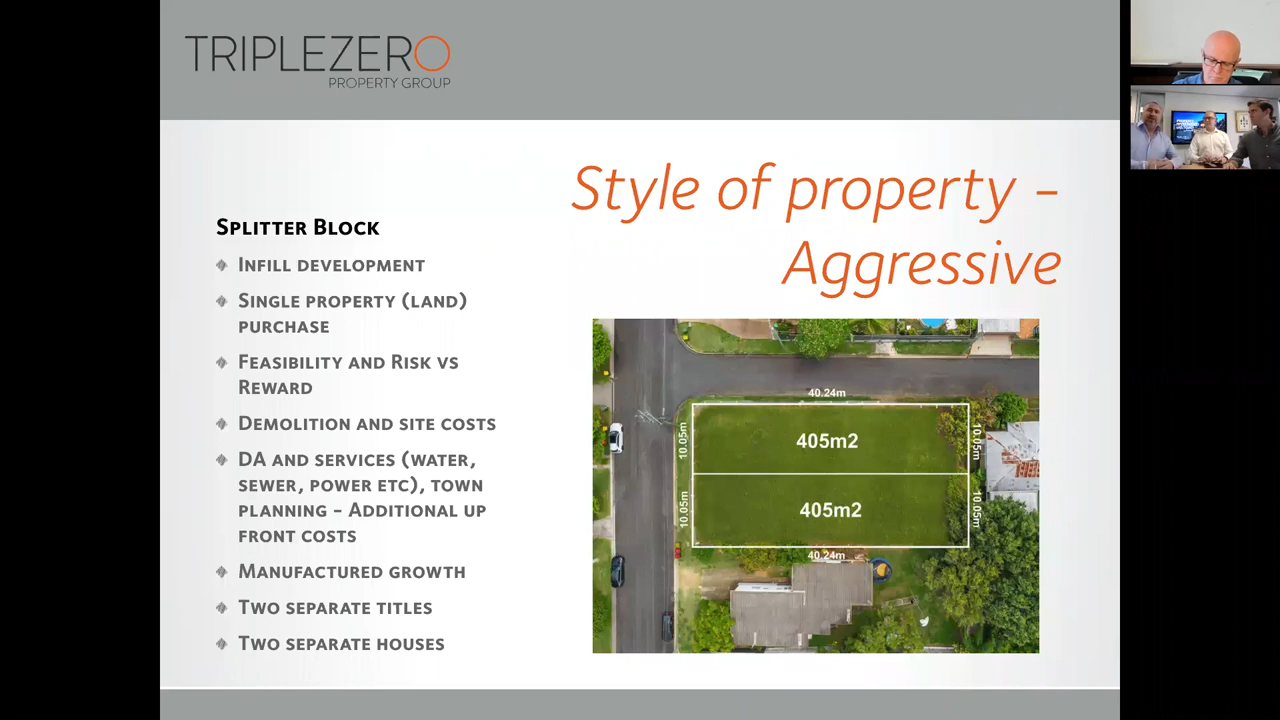 TRIPLEZERO
PROPERTY GROUP
Style of property –
Aggressive
Splitter Block
Infill development
Single property (land)
purchase
Feasibility and Risk vs
Reward
Demolition and site costs
DA and services (water,
sewer, power etc), town
planning – Additional up
front costs
Manufactured growth
Two separate titles
Two separate houses
40.24m
10.05m
405m2
10.05m
10.05m
405m2
10.05m
40.24m